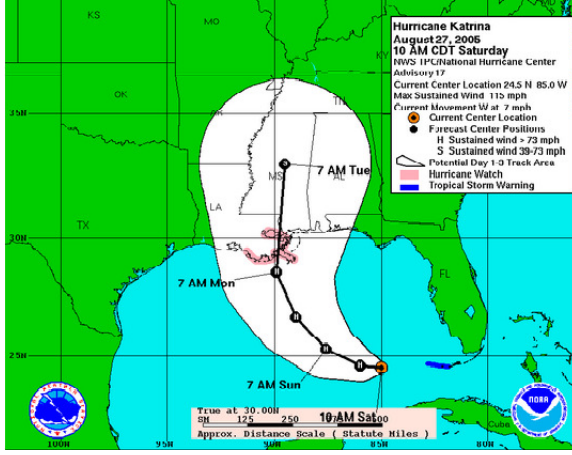 KS
MO
KY
MD
Hurricane Katrina
August 27, 2005
10 AM CDT Saturday
NWS TPC/National Hurricane Center
Advisory 17
Current Center Location 24.5 N 85.0 W
Max Sustained Wind 115 mph
Current Movement W at 7 mph
Current Center Location
Forecast Center Positions
H Sustained wind > 73 mph
S Sustained wind 39-73 mph
Potential Day 1-3 Track Area
Hurricane Watch
Tropical Storm Warning
OK
AR
TN
35N
MS
AL
7 AM Tue
LA
TX
30N
FL
7 AM Mon
H
H
H
H
25N
7 AM Sun
10 AM Sat
True at 30.00N
SM 125 250 375 500
Approx. Distance Scale ( Statute Miles )
Cuba
NOAA
100W 95W 90W 85W 80W